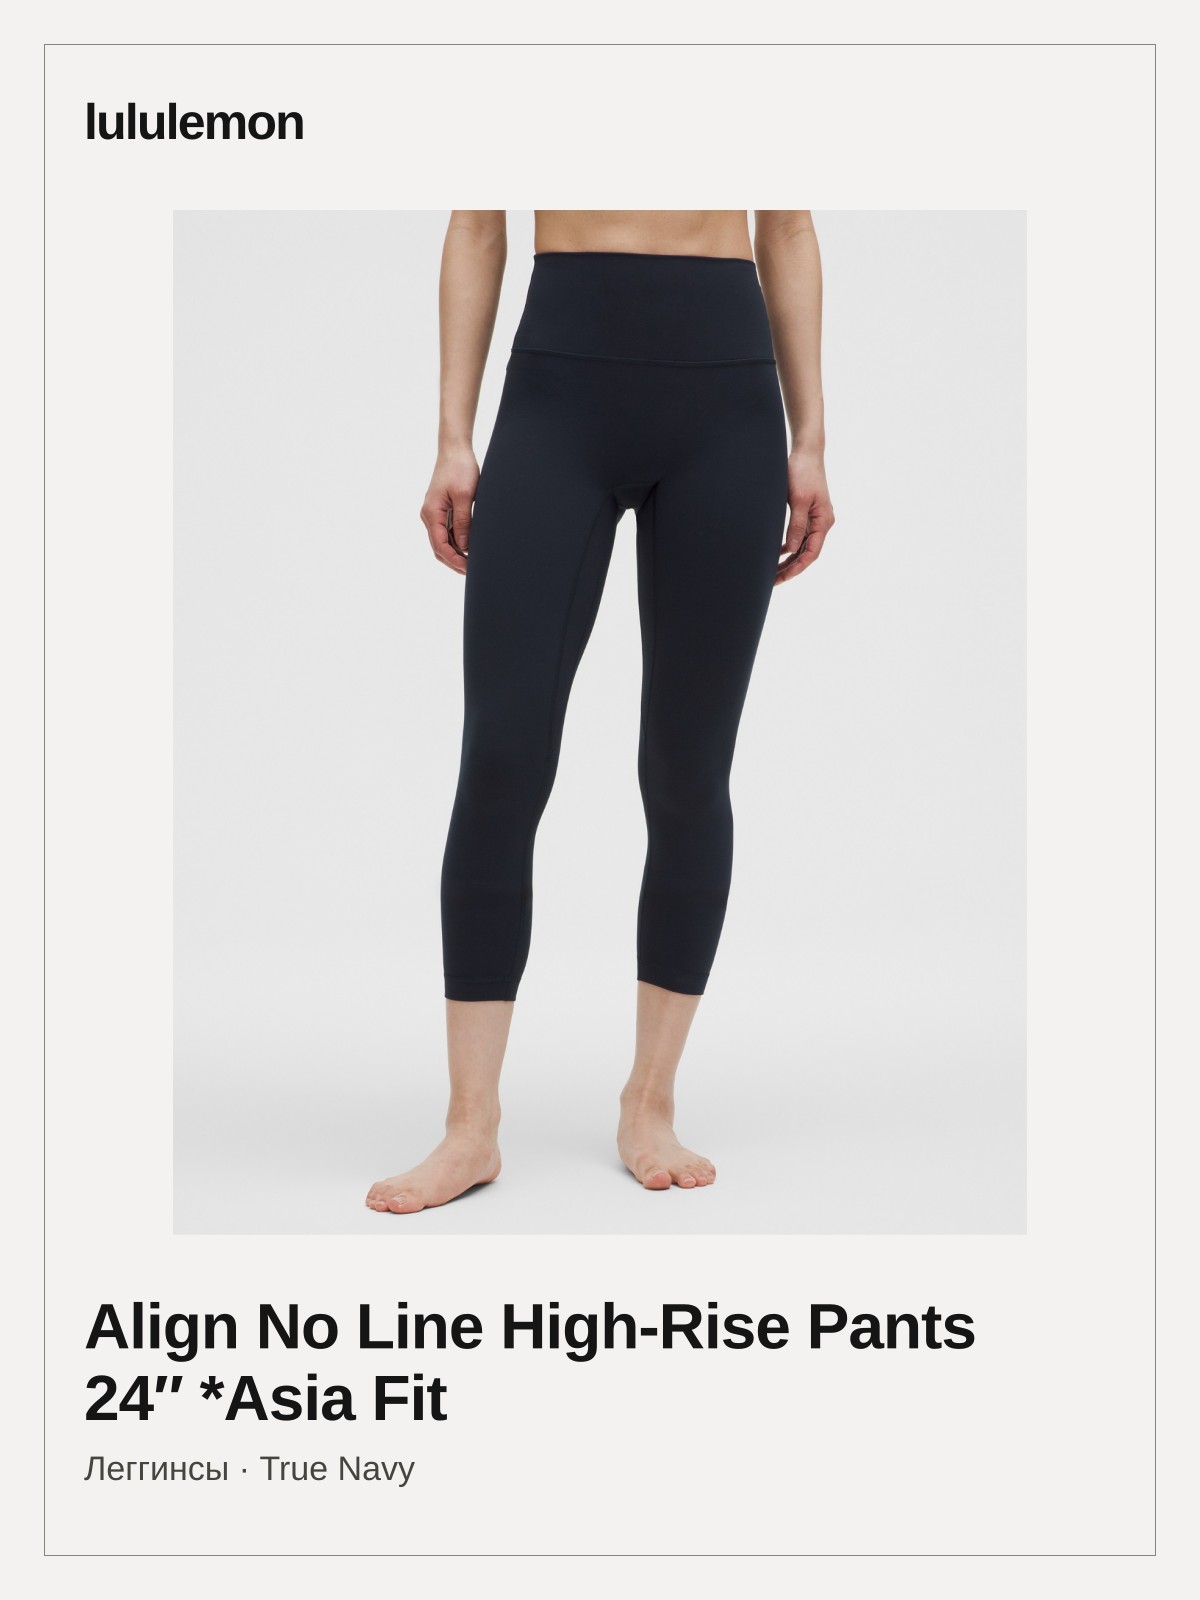 lululemon
Align No Line High-Rise Pants
24″ *Asia Fit
Леггинсы · True Navy